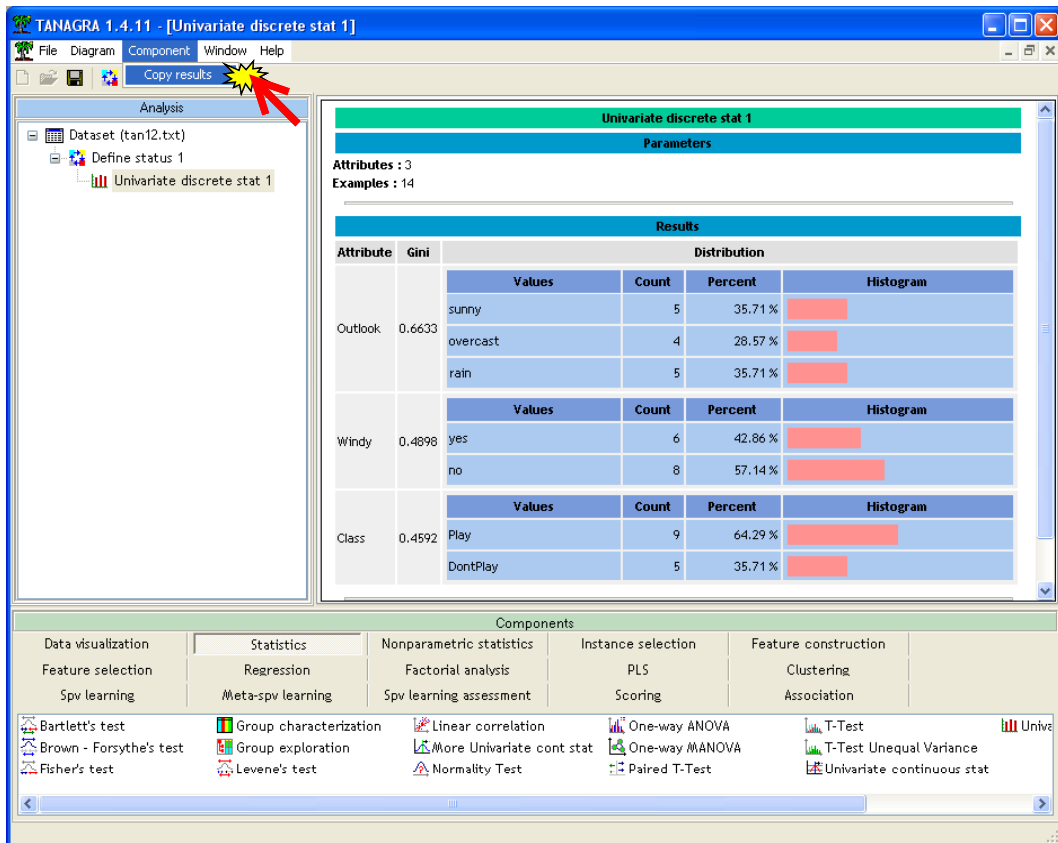 TANAGRA 1.4.11 - [Univariate discrete stat 1]
File Diagram Component Window Help
Copy results
Analysis
Dataset (tan12.txt)
Define status 1
Univariate discrete stat 1
Univariate discrete stat 1
Parameters
Attributes : 3
Examples : 14
Results
Attribute Gini Distribution
Values Count Percent Histogram
sunny 5 35.71 %
Outlook 0.6633
overcast 4 28.57 %
rain 5 35.71 %
Values Count Percent Histogram
Windy 0.4898 yes 6 42.86 %
no 8 57.14 %
Values Count Percent Histogram
Class 0.4592 Play 9 64.29 %
DontPlay 5 35.71 %
Components
Data visualization Statistics Nonparametric statistics Instance selection Feature construction
Feature selection Regression Factorial analysis PLS Clustering
Spv learning Meta-spv learning Spv learning assessment Scoring Association
Bartlett's test Group characterization Linear correlation One-way ANOVA T-Test Univa
Brown - Forsythe's test Group exploration More Univariate cont stat One-way MANOVA T-Test Unequal Variance
Fisher's test Levene's test Normality Test Paired T-Test Univariate continuous stat